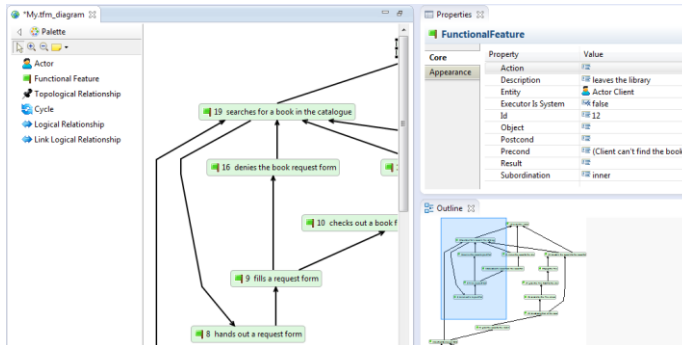 *My.tfm_diagram
Palette
Actor
Functional Feature
Topological Relationship
Cycle
Logical Relationship
Link Logical Relationship
19 searches for a book in the catalogue
16 denies the book request form
10 checks out a book f
9 fills a request form
8 hands out a request form
Properties
FunctionalFeature
Core
Appearance
Property Value
Action
Description leaves the library
Entity Actor Client
Executor Is System false
Id 12
Object
Postcond
Precond (Client can't find the book
Result
Subordination inner
Outline